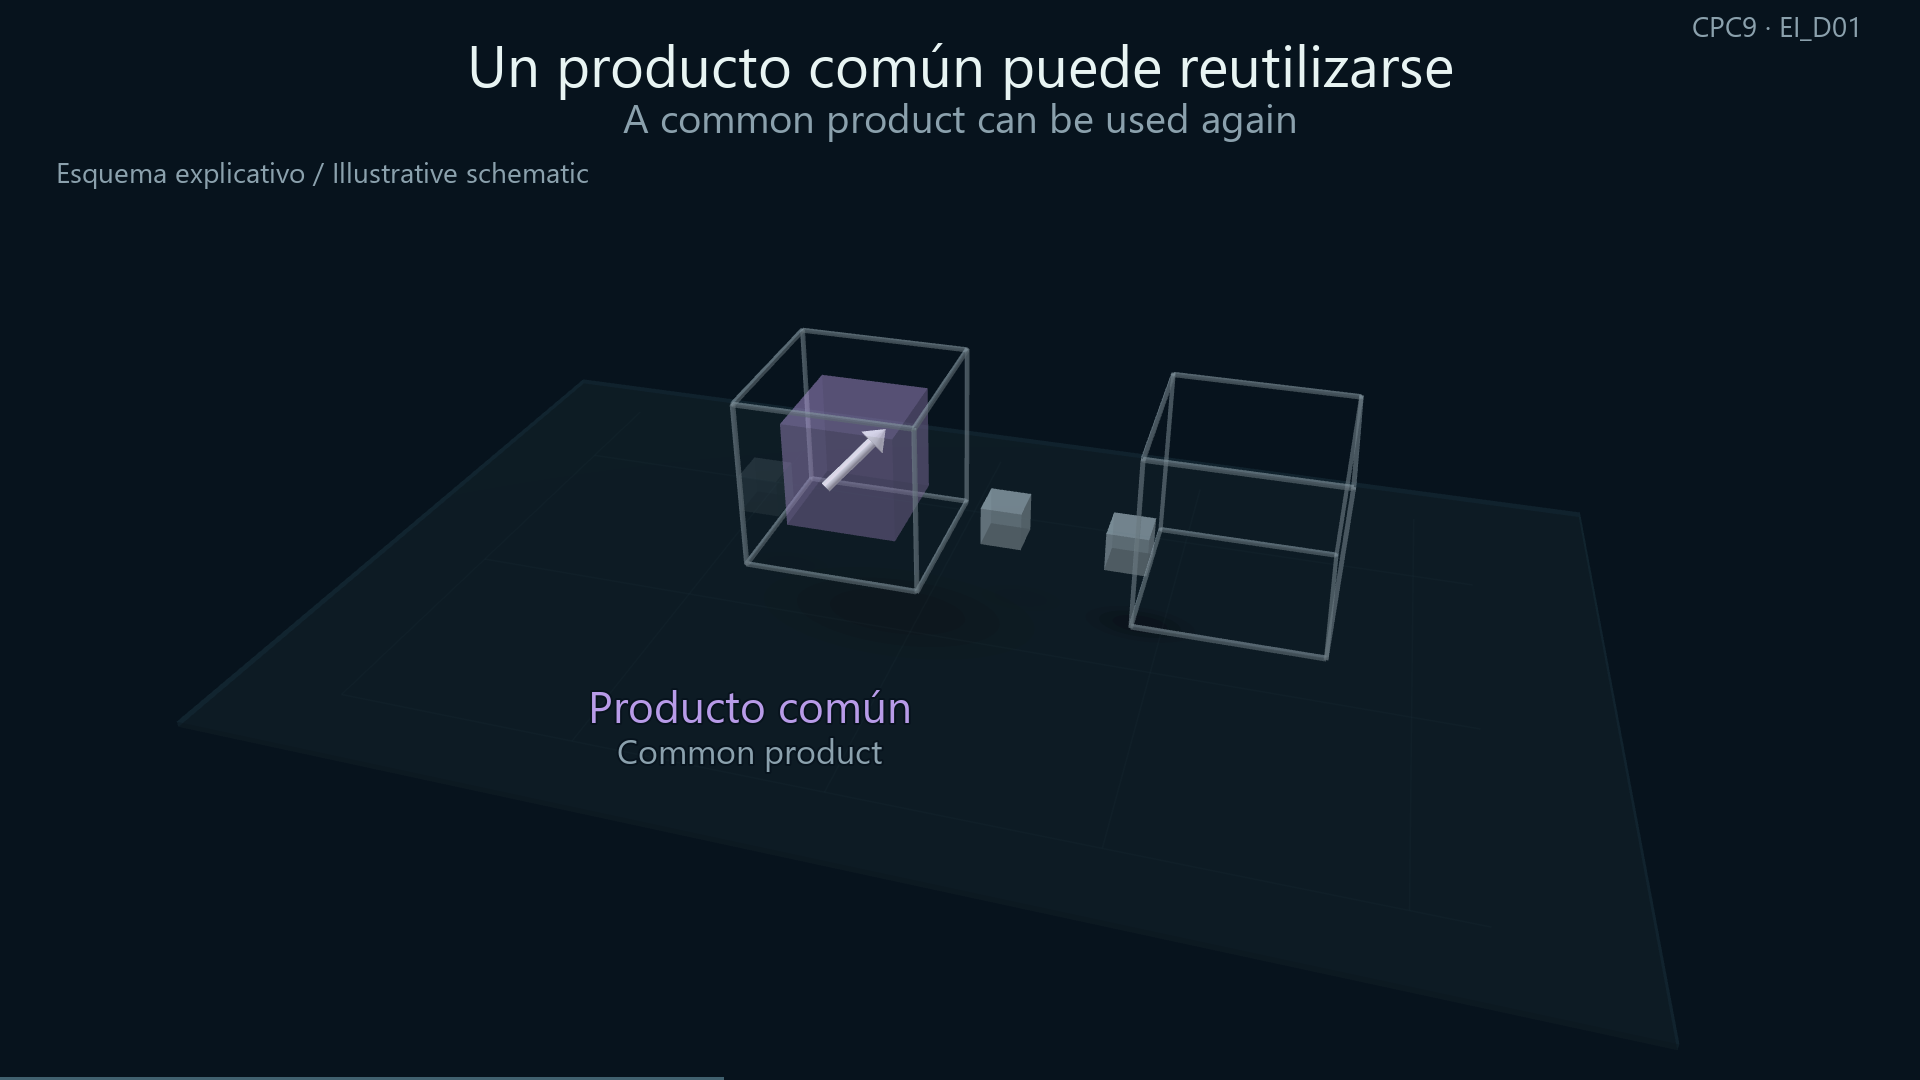 CPC9 · EI_D01
Un producto común puede reutilizarse
A common product can be used again
Esquema explicativo / Illustrative schematic
Producto común
Common product